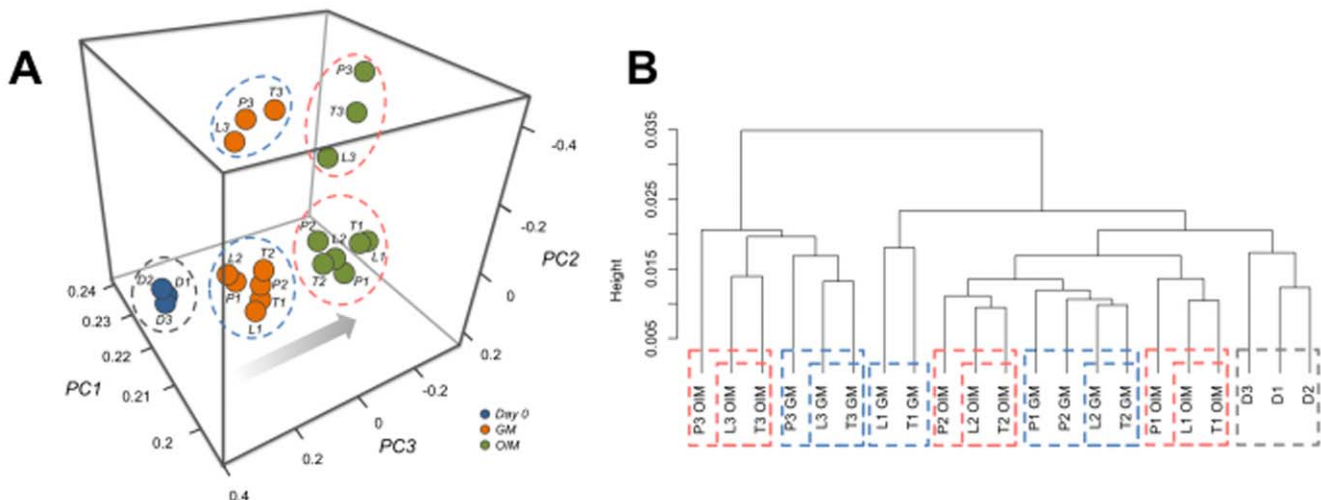 A
P3
T3
L3
P3
T3
L3
-0.4
-0.2
PC2
0
0.2
P2
L2
T1
L1
T2
P1
L2
T2
P1
P2
T1
L1
D2
D1
D3
0.24
0.23
0.22
PC1
0.21
0.2
0.4
0.2
0
-0.2
PC3
Day 0
GM
OIM
B
Height
0.035
0.025
0.015
0.005
P3 OIM
L3 OIM
T3 OIM
P3 GM
L3 GM
T3 GM
L1 GM
T1 GM
P2 OIM
L2 OIM
T2 OIM
P1 GM
P2 GM
L2 GM
T2 GM
P1 OIM
L1 OIM
T1 OIM
D3
D1
D2